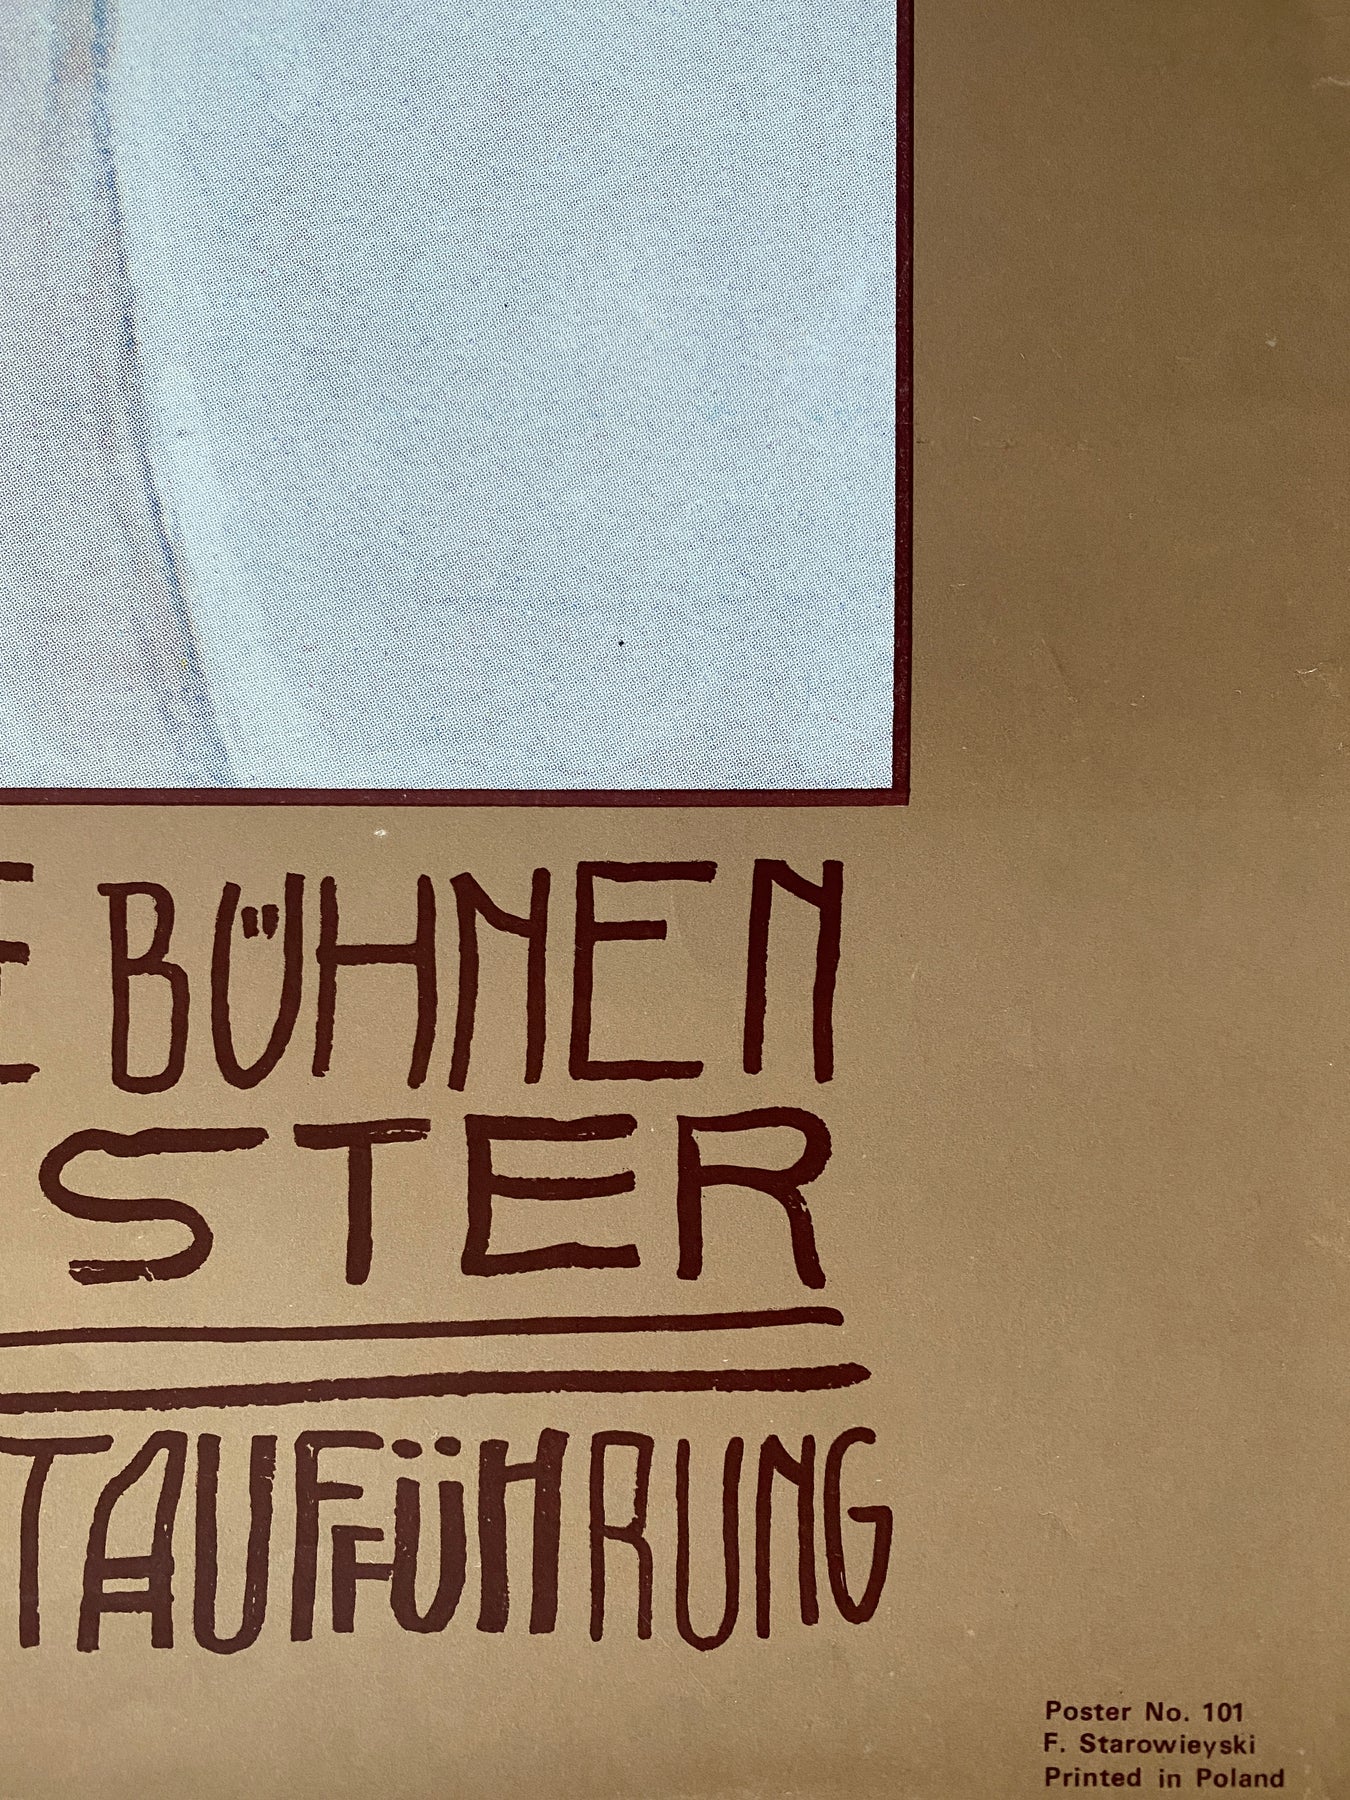 E BÜHNEN
STER
TAUFFÜHRUNG
Poster No. 101
F. Starowieyski
Printed in Poland